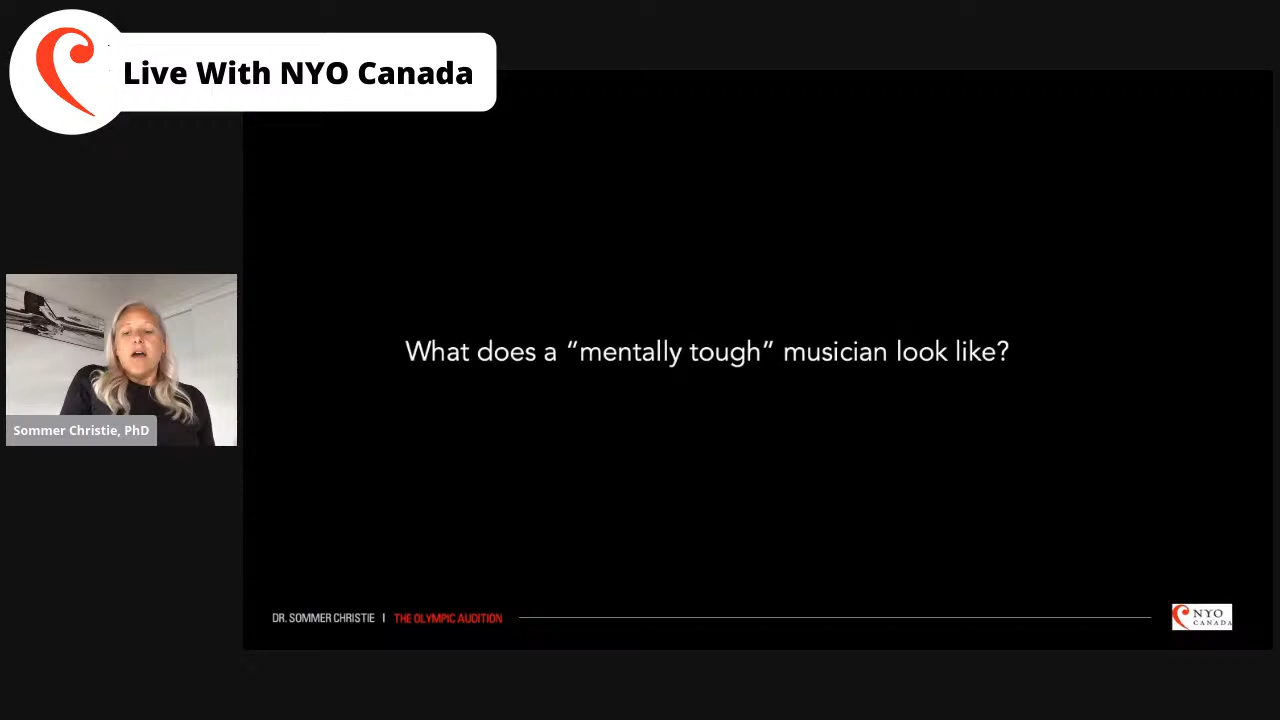 Live With NYO Canada
What does a “mentally tough” musician look like?
Sommer Christie, PhD
DR. SOMMER CHRISTIE | THE OLYMPIC AUDITION
NYO
CANADA